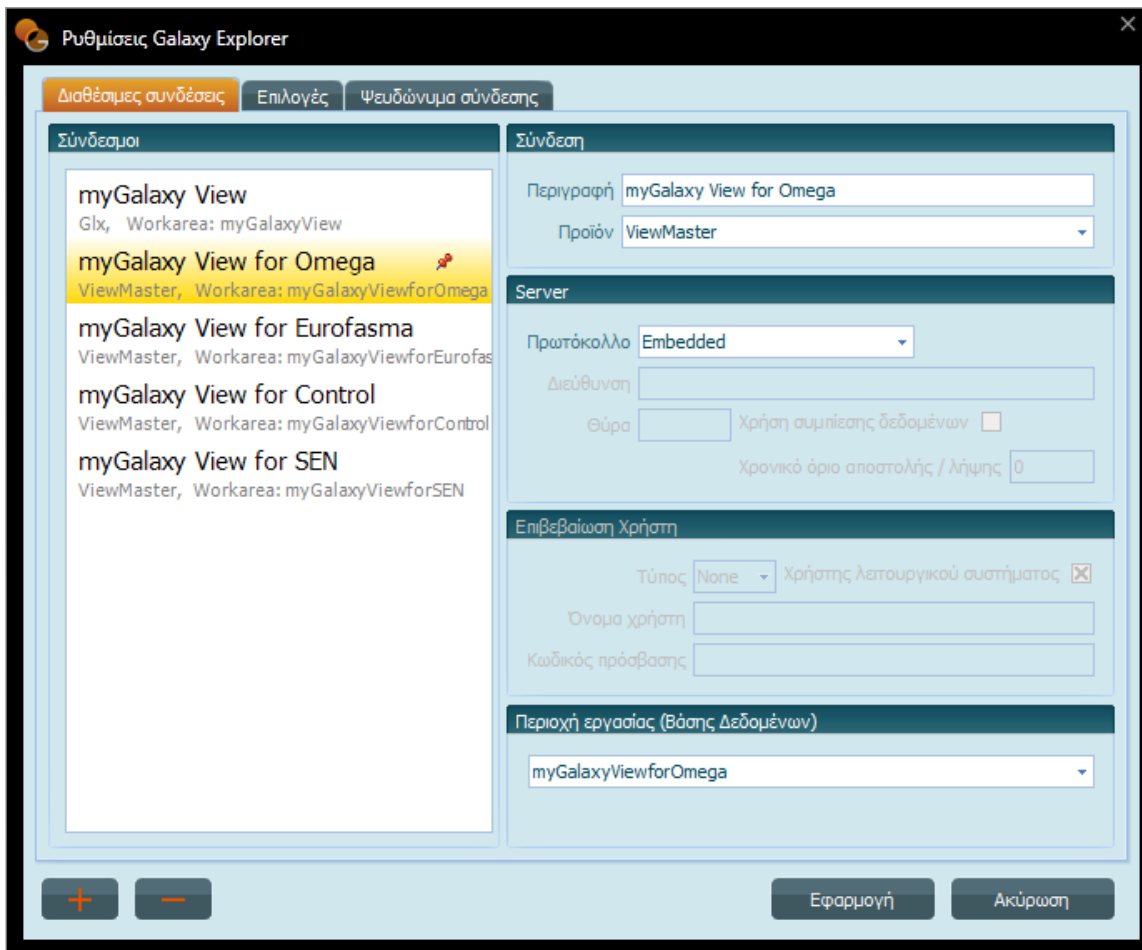 Ρυθμίσεις Galaxy Explorer
Διαθέσιμες συνδέσεις
Επιλογές
Ψευδώνυμα σύνδεσης
Σύνδεσμοι
myGalaxy View
Glx, Workarea: myGalaxyView
myGalaxy View for Omega
ViewMaster, Workarea: myGalaxyViewforOmega
myGalaxy View for Eurofasma
ViewMaster, Workarea: myGalaxyViewforEurofas
myGalaxy View for Control
ViewMaster, Workarea: myGalaxyViewforControl
myGalaxy View for SEN
ViewMaster, Workarea: myGalaxyViewforSEN
Σύνδεση
Περιγραφή myGalaxy View for Omega
Προϊόν ViewMaster
Server
Πρωτόκολλο Embedded
Διεύθυνση
Θύρα Χρήση συμπίεσης δεδομένων
Χρονικό όριο αποστολής / λήψης 0
Επιβεβαίωση Χρήστη
Τύπος None Χρήστης λειτουργικού συστήματος
Όνομα χρήστη
Κωδικός πρόσβασης
Περιοχή εργασίας (Βάσης Δεδομένων)
myGalaxyViewforOmega
Εφαρμογή
Ακύρωση